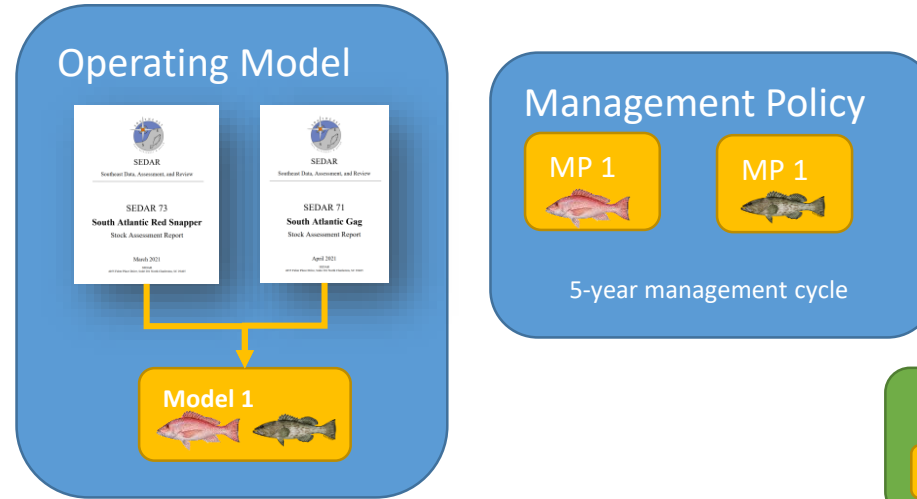 Operating Model
SEDAR
Southeast Data, Assessment, and Review
SEDAR 73
South Atlantic Red Snapper
Stock Assessment Report
March 2021
SEDAR
SEDAR
Southeast Data, Assessment, and Review
SEDAR 71
South Atlantic Gag
Stock Assessment Report
April 2021
SEDAR
Model 1
Management Policy
MP 1
MP 1
5-year management cycle